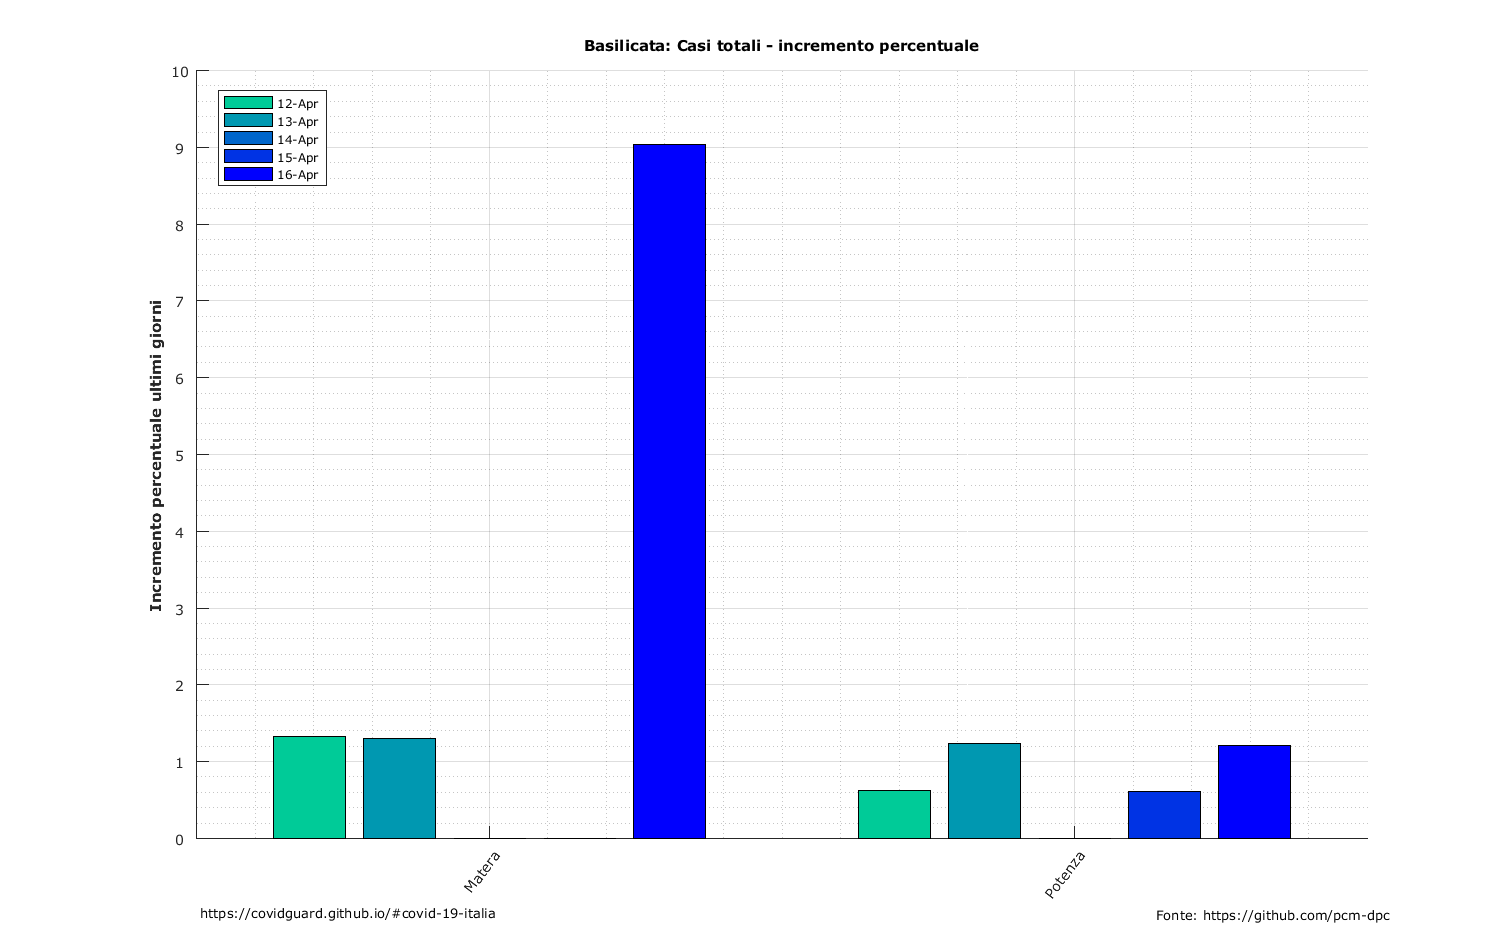 Basilicata: Casi totali - incremento percentuale
10
9
8
7
6
5
4
3
2
1
0
12-Apr
13-Apr
14-Apr
15-Apr
16-Apr
Incremento percentuale ultimi giorni
Matera
Potenza
https://covidguard.github.io/#covid-19-italia
Fonte: https://github.com/pcm-dpc